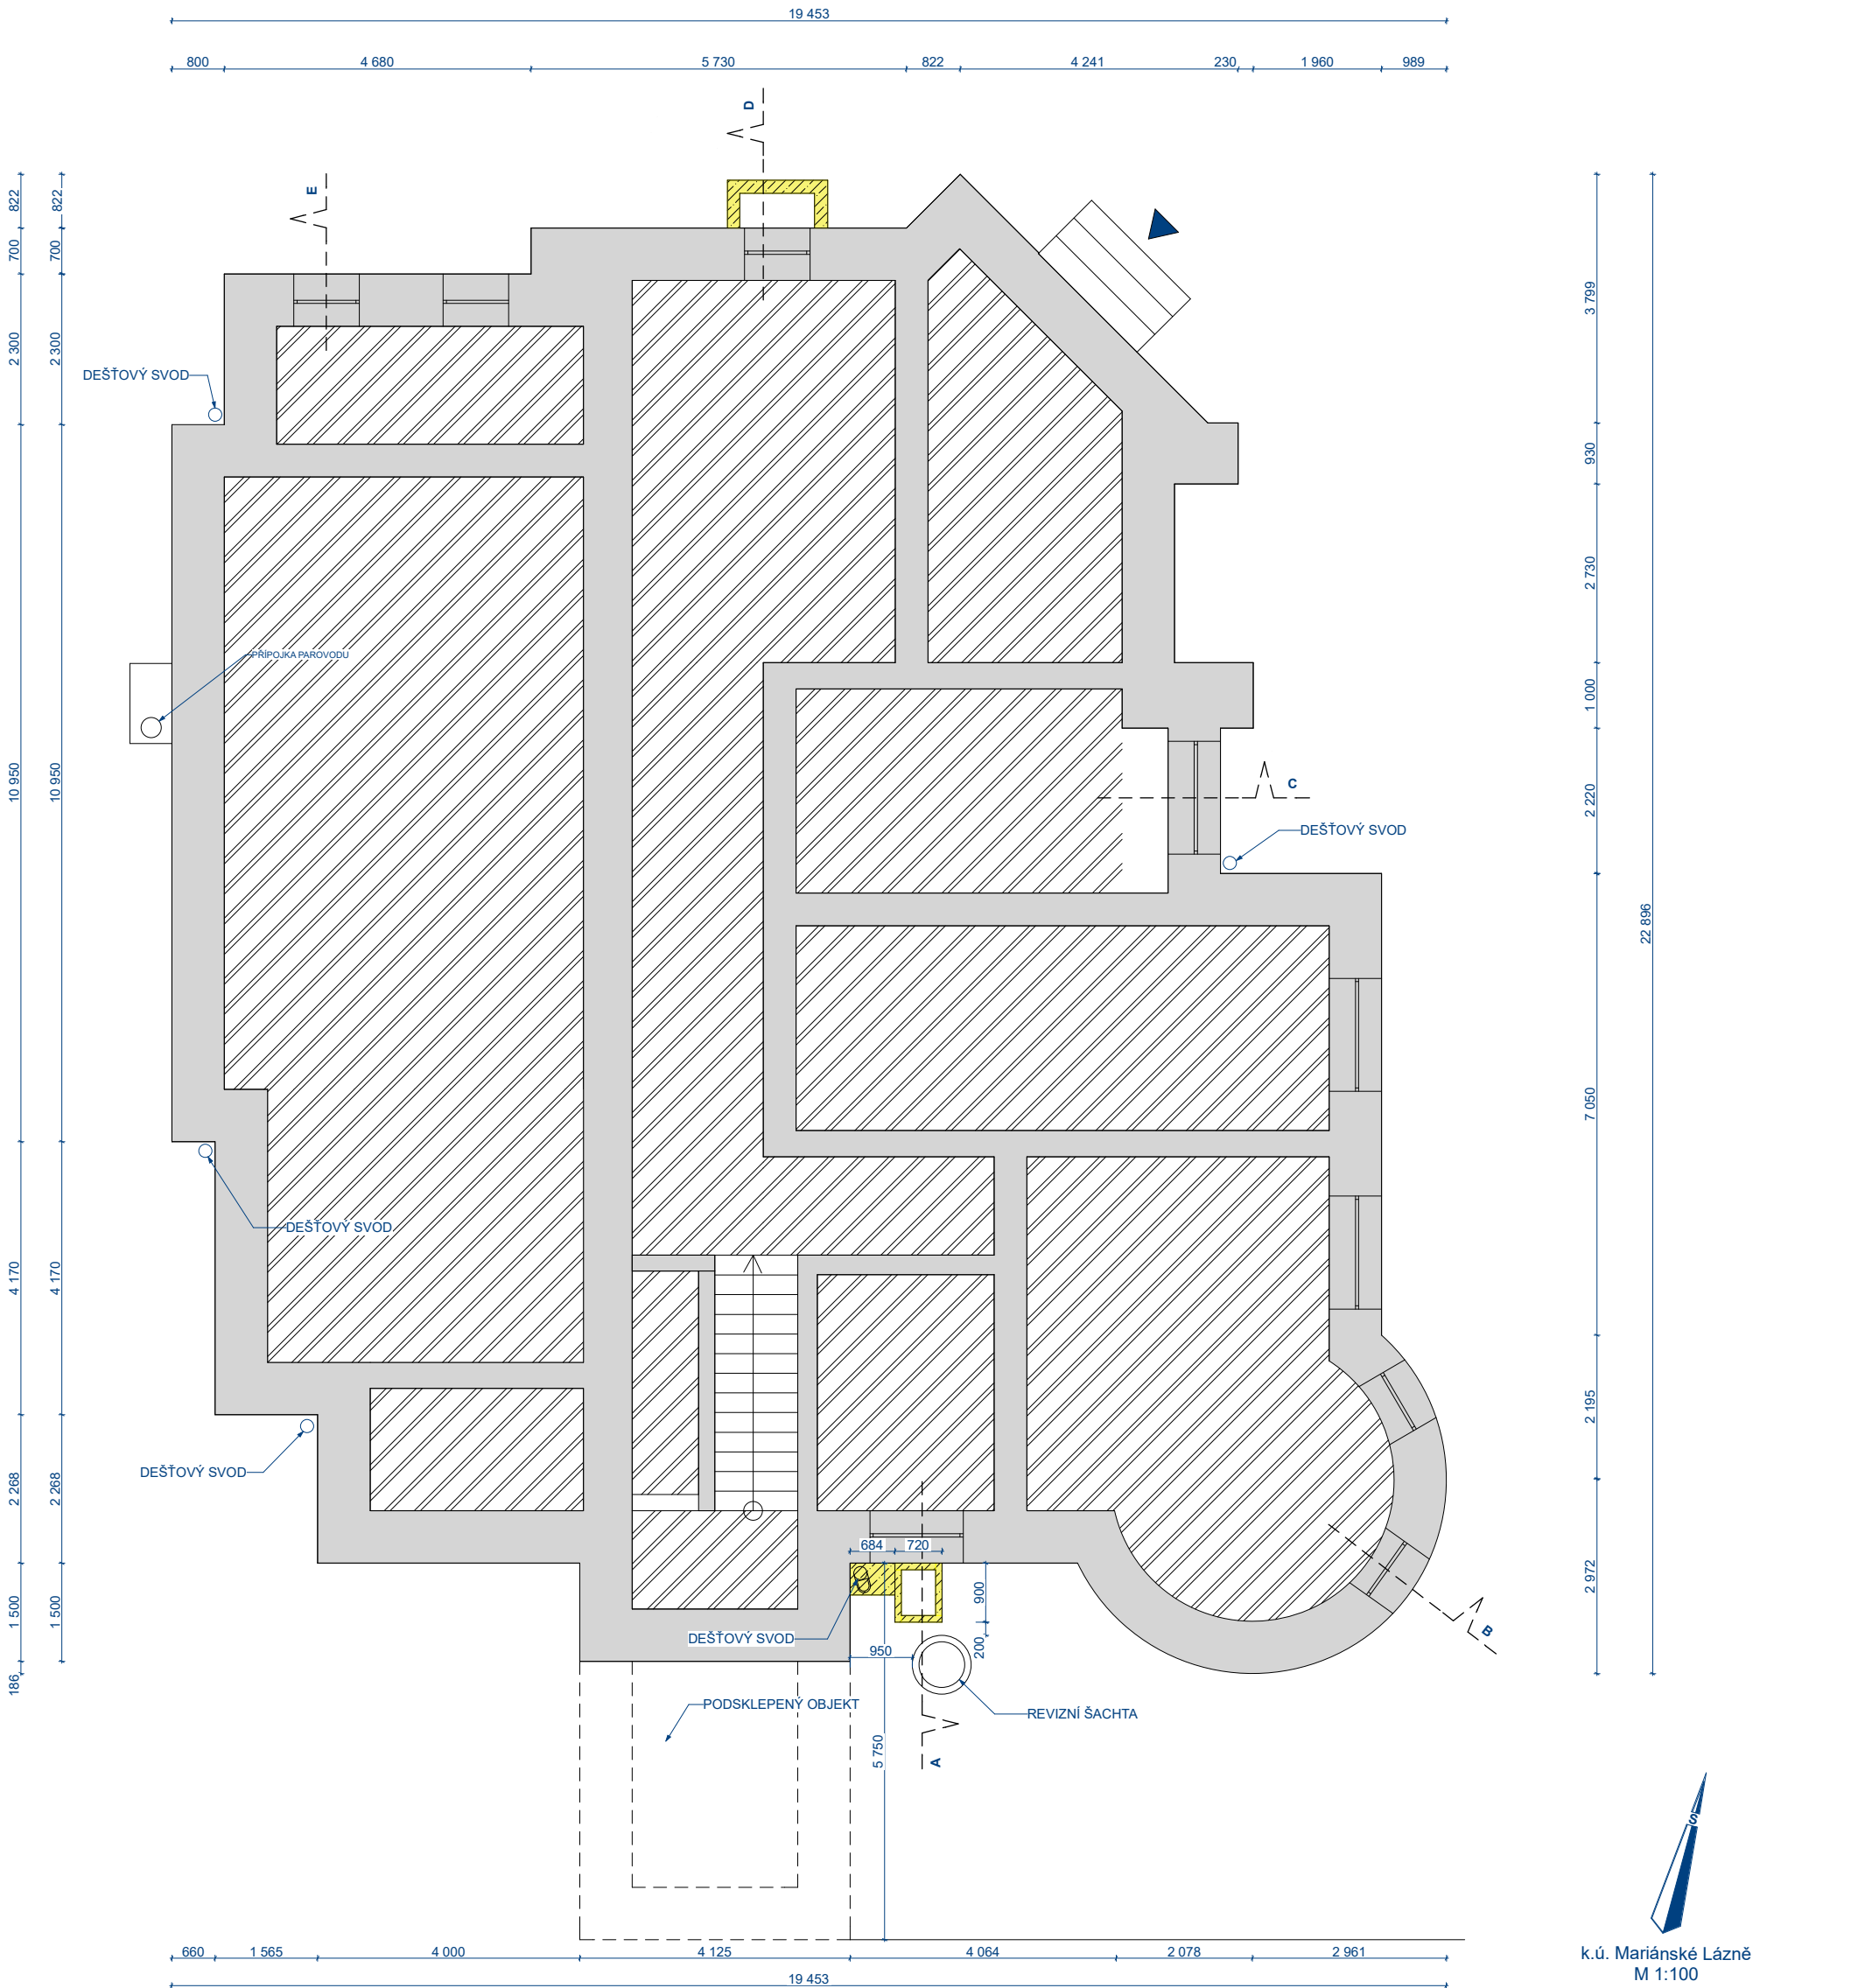 19 453
800
4 680
5 730
822
4 241
230
1 960
989
D
E
822
822
700
700
2 300
2 300
3 799
DEŠŤOVÝ SVOD
930
2 730
PŘÍPOJKA PAROVODU
1 000
10 950
10 950
C
2 220
DEŠŤOVÝ SVOD
22 896
7 050
DEŠŤOVÝ SVOD
4 170
4 170
2 195
DEŠŤOVÝ SVOD
2 268
2 268
684
720
2 972
900
1 500
1 500
DEŠŤOVÝ SVOD
B
200
950
186
PODSKLEPENÝ OBJEKT
REVIZNÍ ŠACHTA
5 750
A
S
660
1 565
4 000
4 125
4 064
2 078
2 961
k.ú. Mariánské Lázně
M 1:100
19 453